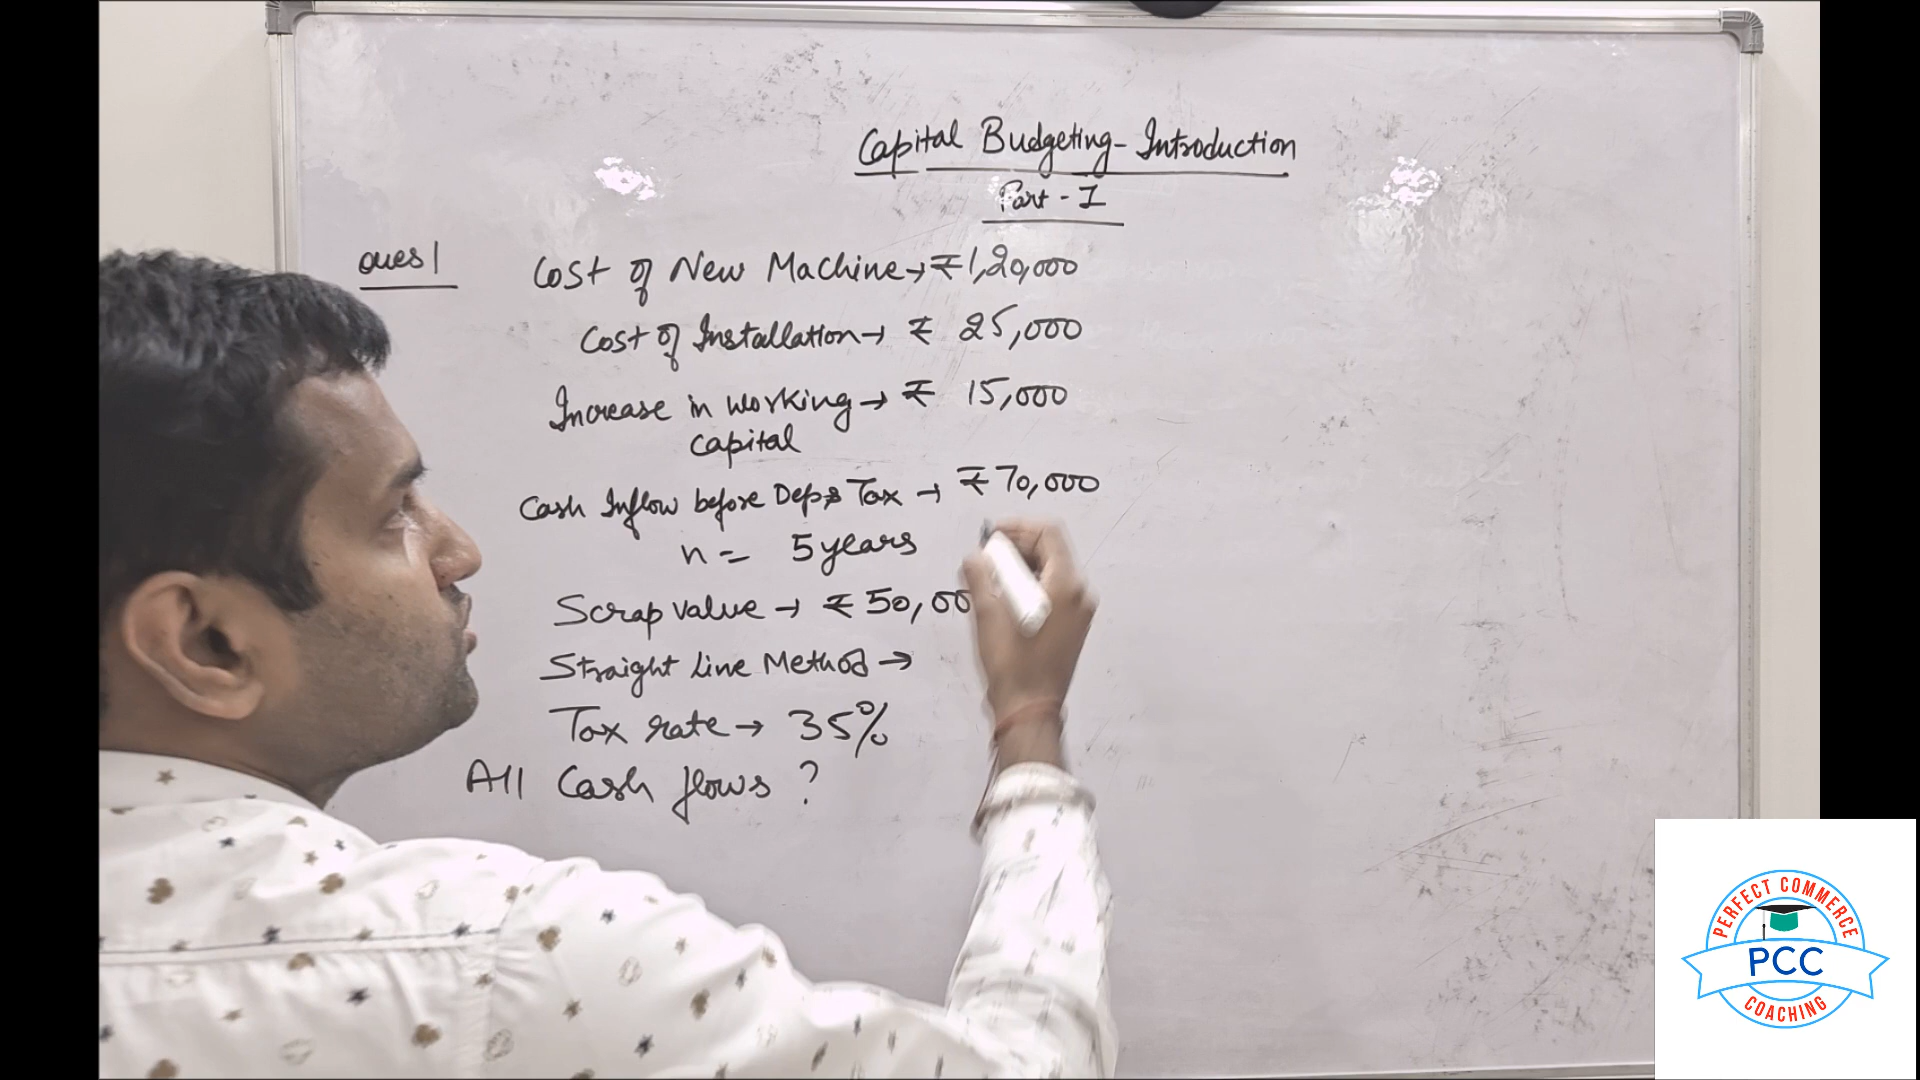 Capital Budgeting - Introduction
Part - I
Ques 1
Cost of New Machine → ₹ 1,20,000
Cost of Installation → ₹ 25,000
Increase in working → ₹ 15,000
capital
Cash Inflow before Dep & Tax → ₹ 70,000
n = 5 years
Scrap value → ₹ 50,00
Straight Line Method →
Tax rate → 35%
All Cash flows ?
PERFECT COMMERCE
PCC
COACHING